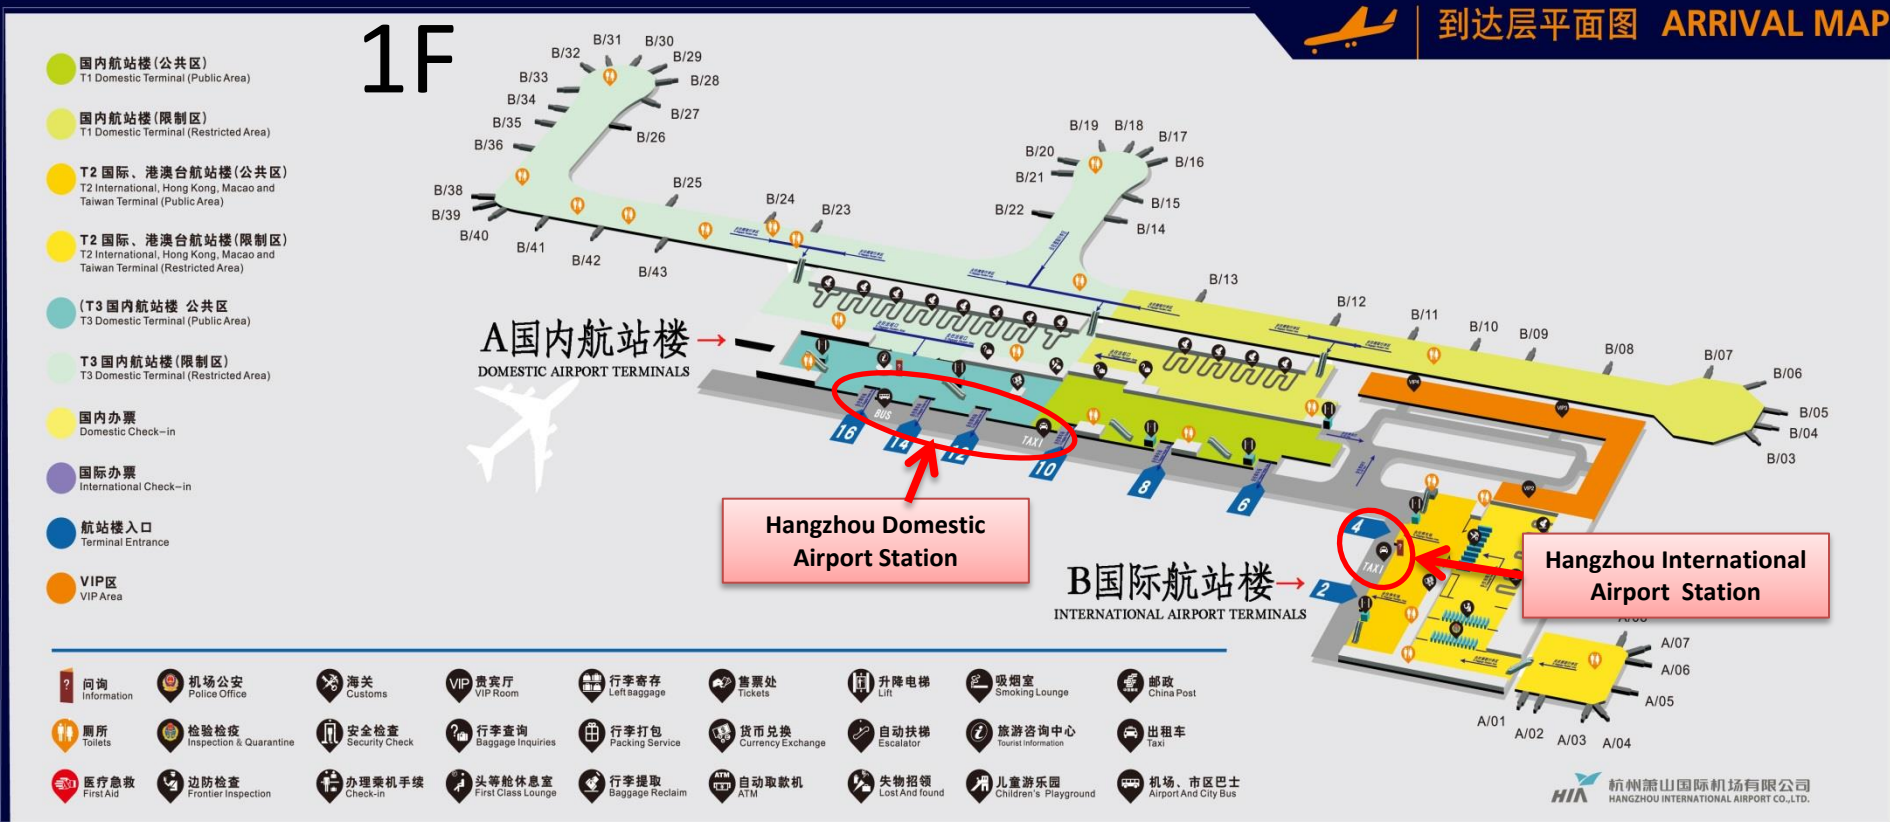 到达层平面图 ARRIVAL MAP
1F
国内航站楼(公共区)
T1 Domestic Terminal (Public Area)
国内航站楼(限制区)
T1 Domestic Terminal (Restricted Area)
T2 国际、港澳台航站楼(公共区)
T2 International, Hong Kong, Macao and
Taiwan Terminal (Public Area)
T2 国际、港澳台航站楼(限制区)
T2 International, Hong Kong, Macao and
Taiwan Terminal (Restricted Area)
(T3 国内航站楼 公共区
T3 Domestic Terminal (Public Area)
T3 国内航站楼(限制区)
T3 Domestic Terminal (Restricted Area)
国内办票
Domestic Check-in
国际办票
International Check-in
航站楼入口
Terminal Entrance
VIP区
VIP Area
B/31
B/30
B/32
B/29
B/33
B/28
B/34
B/27
B/35
B/26
B/36
B/38
B/39
B/40
B/41
B/42
B/43
B/25
B/24
B/23
B/19
B/18
B/17
B/20
B/16
B/21
B/15
B/22
B/14
B/13
B/12
B/11
B/10
B/09
B/08
B/07
B/06
B/05
B/04
B/03
VIP4
VIP3
VIP2
A国内航站楼
DOMESTIC AIRPORT TERMINALS
BUS
TAXI
16
14
12
10
8
6
Hangzhou Domestic
Airport Station
4
TAXI
2
B国际航站楼
INTERNATIONAL AIRPORT TERMINALS
Hangzhou International
Airport Station
A/07
A/06
A/05
A/01
A/02
A/03
A/04
问询
Information
机场公安
Police Office
海关
Customs
VIP
贵宾厅
VIP Room
行李寄存
Left Baggage
售票处
Tickets
升降电梯
Lift
吸烟室
Smoking Lounge
邮政
China Post
厕所
Toilets
检验检疫
Inspection & Quarantine
安全检查
Security Check
行李查询
Baggage Inquiries
行李打包
Packing Service
货币兑换
Currency Exchange
自动扶梯
Escalator
旅游咨询中心
Tourist information
出租车
Taxi
医疗急救
First Aid
边防检查
Frontier Inspection
办理乘机手续
Check-in
头等舱休息室
First Class Lounge
行李提取
Baggage Reclaim
ATM
自动取款机
ATM
失物招领
Lost And found
儿童游乐园
Children's Playground
机场、市区巴士
Airport And City Bus
HIA
杭州萧山国际机场有限公司
HANGZHOU INTERNATIONAL AIRPORT CO.,LTD.